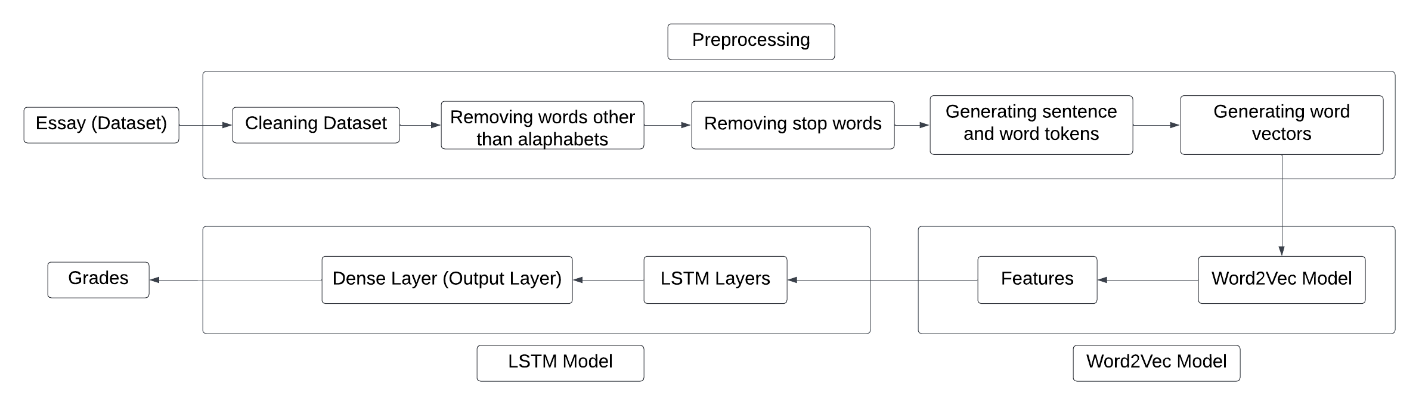 Preprocessing
Essay (Dataset)
Cleaning Dataset
Removing words other
than alaphabets
Removing stop words
Generating sentence
and word tokens
Generating word
vectors
Grades
Dense Layer (Output Layer)
LSTM Layers
Features
Word2Vec Model
LSTM Model
Word2Vec Model